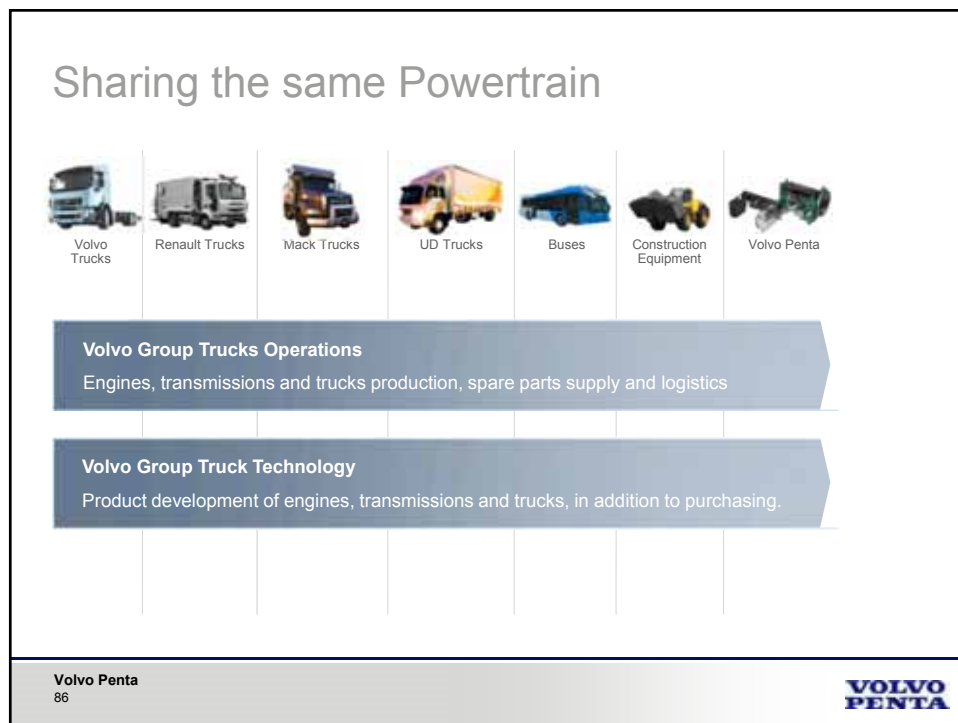 Sharing the same Powertrain
Volvo
Trucks
Renault Trucks
Mack Trucks
UD Trucks
Buses
Construction
Equipment
Volvo Penta
Volvo Group Trucks Operations
Engines, transmissions and trucks production, spare parts supply and logistics
Volvo Group Truck Technology
Product development of engines, transmissions and trucks, in addition to purchasing.
Volvo Penta
86
VOLVO
PENTA